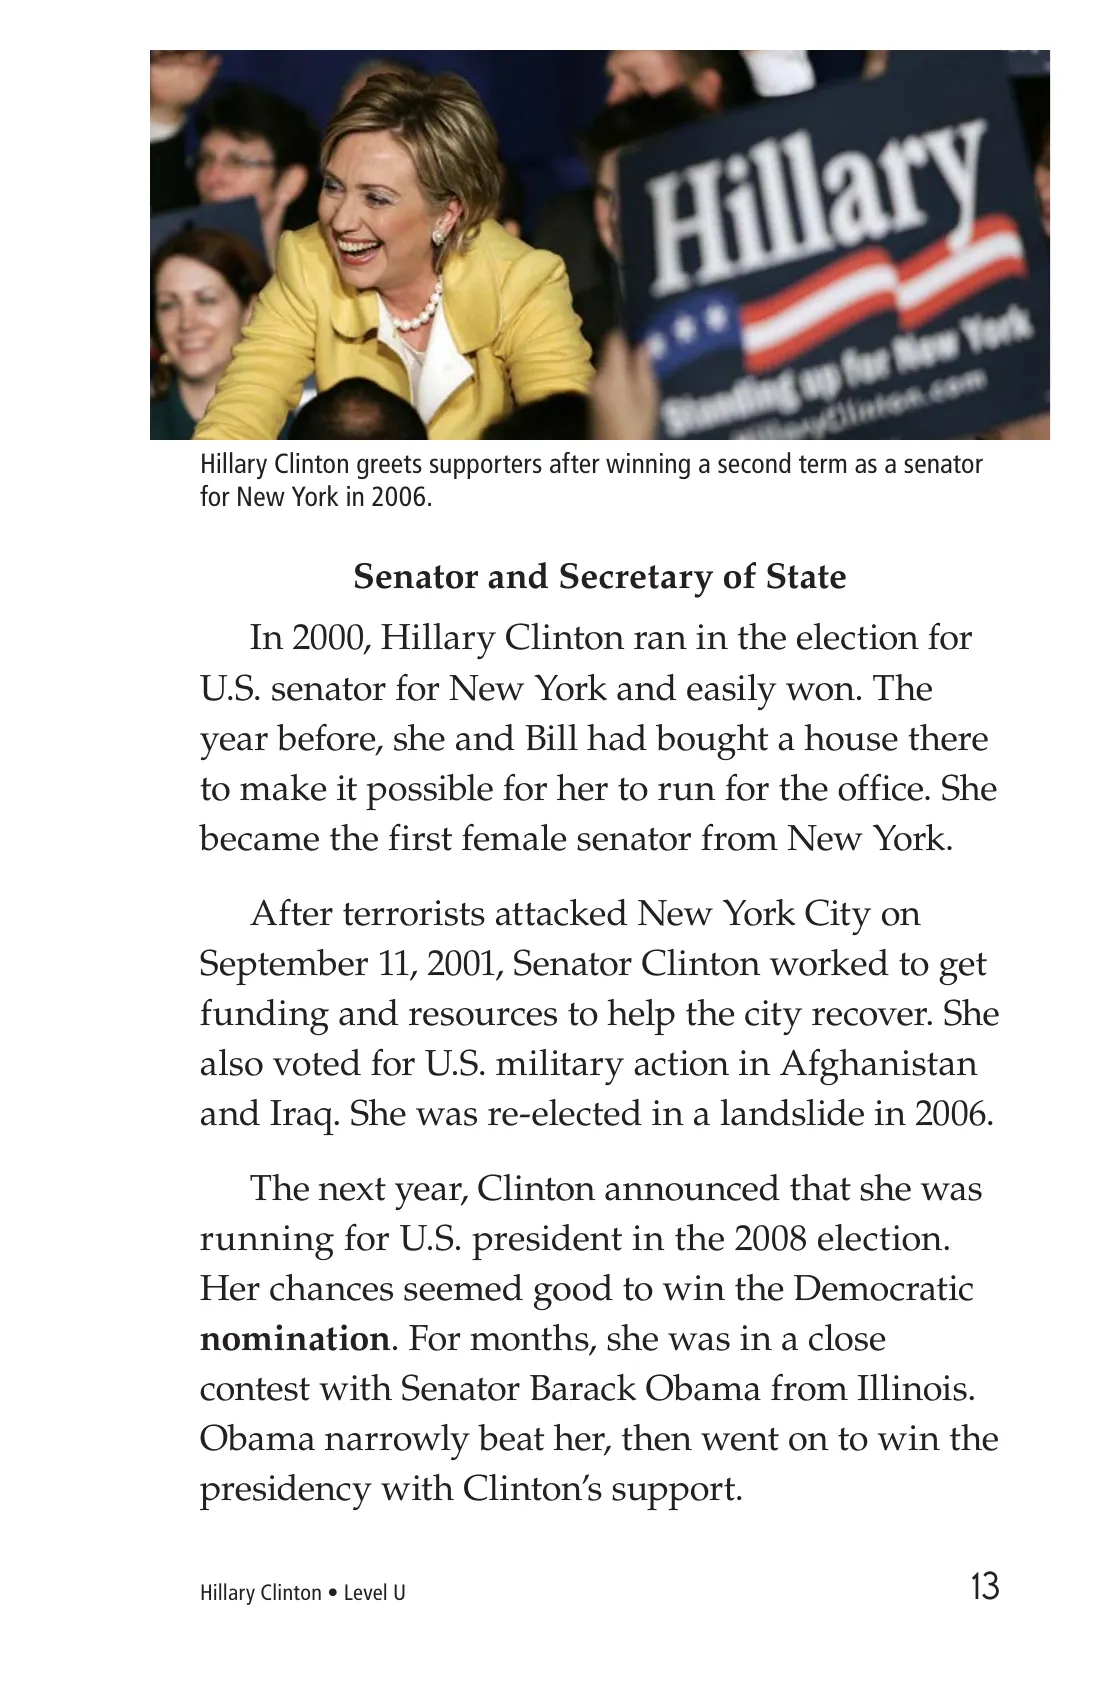 Hillary
Standing up for New York
HillaryClinton.com
Hillary Clinton greets supporters after winning a second term as a senator
for New York in 2006.
Senator and Secretary of State
In 2000, Hillary Clinton ran in the election for
U.S. senator for New York and easily won. The
year before, she and Bill had bought a house there
to make it possible for her to run for the office. She
became the first female senator from New York.
After terrorists attacked New York City on
September 11, 2001, Senator Clinton worked to get
funding and resources to help the city recover. She
also voted for U.S. military action in Afghanistan
and Iraq. She was re-elected in a landslide in 2006.
The next year, Clinton announced that she was
running for U.S. president in the 2008 election.
Her chances seemed good to win the Democratic
nomination. For months, she was in a close
contest with Senator Barack Obama from Illinois.
Obama narrowly beat her, then went on to win the
presidency with Clinton’s support.
Hillary Clinton • Level U
13